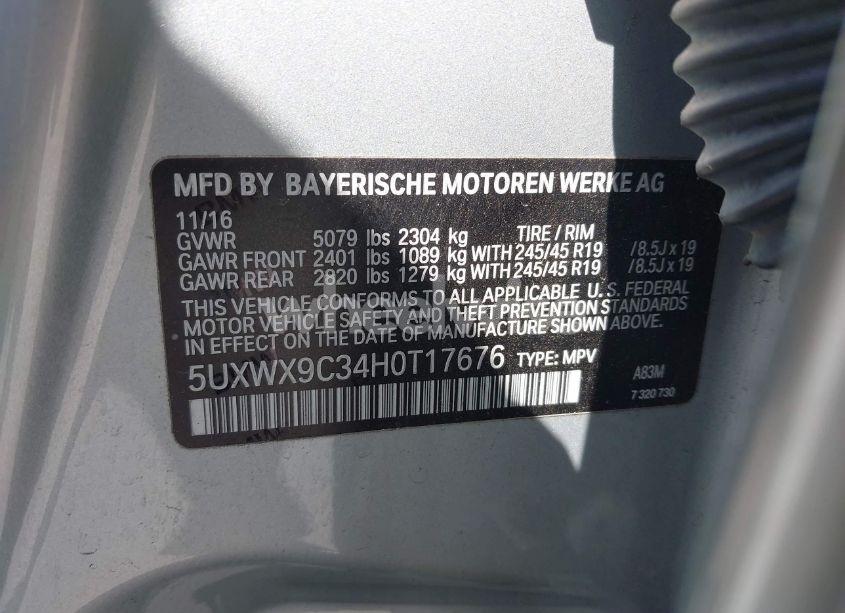 MFD BY BAYERISCHE MOTOREN WERKE AG
11/16
GVWR 5079 lbs 2304 kg TIRE / RIM
GAWR FRONT 2401 lbs 1089 kg WITH 245/45 R19 /8.5J x 19
GAWR REAR 2820 lbs 1279 kg WITH 245/45 R19 /8.5J x 19
THIS VEHICLE CONFORMS TO ALL APPLICABLE U.S. FEDERAL
MOTOR VEHICLE SAFETY AND THEFT PREVENTION STANDARDS
IN EFFECT ON THE DATE OF MANUFACTURE SHOWN ABOVE.
5UXWX9C34H0T17676 TYPE: MPV A83M
7 320 730